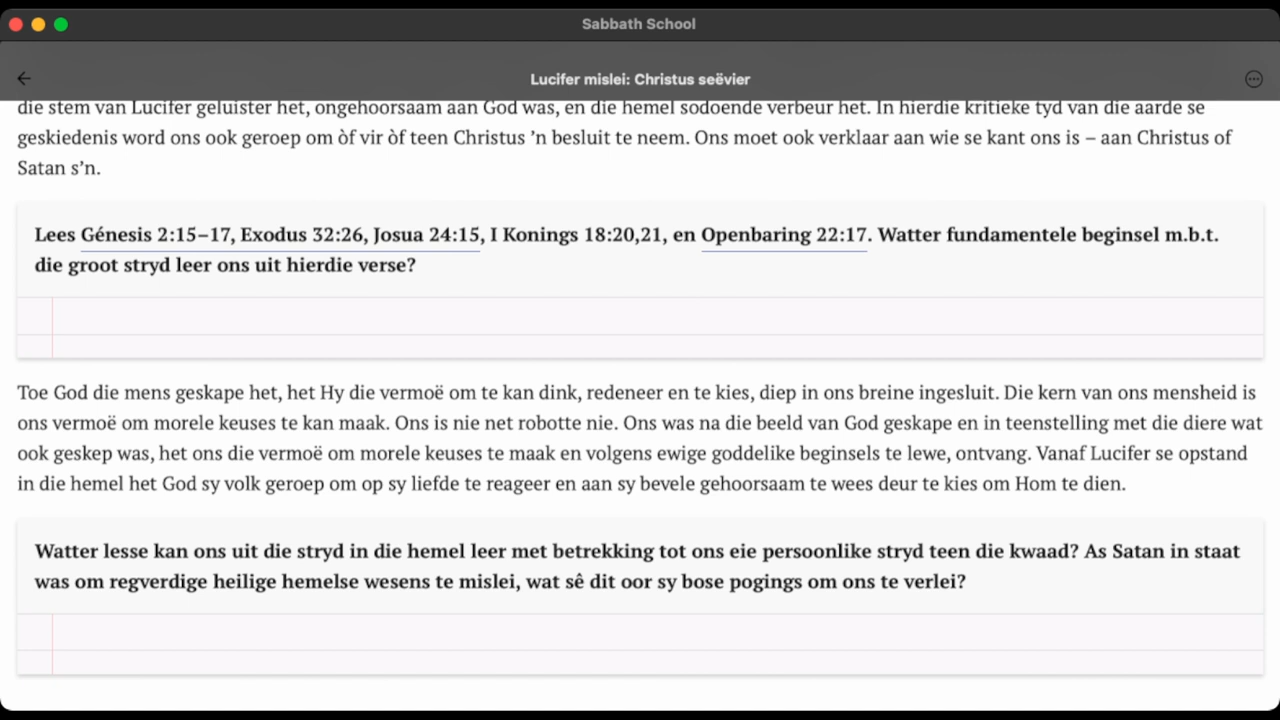 Sabbath School
Lucifer mislei: Christus seëvier
die stem van Lucifer geluister het, ongehoorsaam aan God was, en die hemel sodoende verbeur het. In hierdie kritieke tyd van die aarde se
geskiedenis word ons ook geroep om òf vir òf teen Christus ’n besluit te neem. Ons moet ook verklaar aan wie se kant ons is – aan Christus of
Satan s’n.
Lees Génesis 2:15–17, Exodus 32:26, Josua 24:15, I Konings 18:20,21, en Openbaring 22:17. Watter fundamentele beginsel m.b.t.
die groot stryd leer ons uit hierdie verse?
Toe God die mens geskape het, het Hy die vermoë om te kan dink, redeneer en te kies, diep in ons breine ingesluit. Die kern van ons mensheid is
ons vermoë om morele keuses te kan maak. Ons is nie net robotte nie. Ons was na die beeld van God geskape en in teenstelling met die diere wat
ook geskep was, het ons die vermoë om morele keuses te maak en volgens ewige goddelike beginsels te lewe, ontvang. Vanaf Lucifer se opstand
in die hemel het God sy volk geroep om op sy liefde te reageer en aan sy bevele gehoorsaam te wees deur te kies om Hom te dien.
Watter lesse kan ons uit die stryd in die hemel leer met betrekking tot ons eie persoonlike stryd teen die kwaad? As Satan in staat
was om regverdige heilige hemelse wesens te mislei, wat sê dit oor sy bose pogings om ons te verlei?